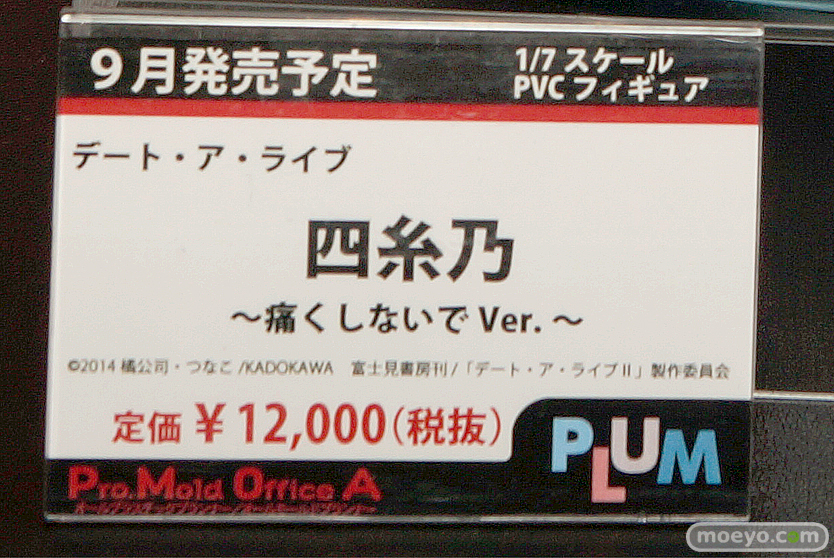 9月発売予定
1/7 スケール
PVC フィギュア
デート・ア・ライブ
四糸乃
～痛くしないで Ver. ～
©2014 橘公司・つなこ /KADOKAWA 富士見書房刊 /「デート・ア・ライブⅡ」製作委員会
定価 ¥ 12,000 (税抜)
PLUM
Pro.Mold Office A
moeyo.com